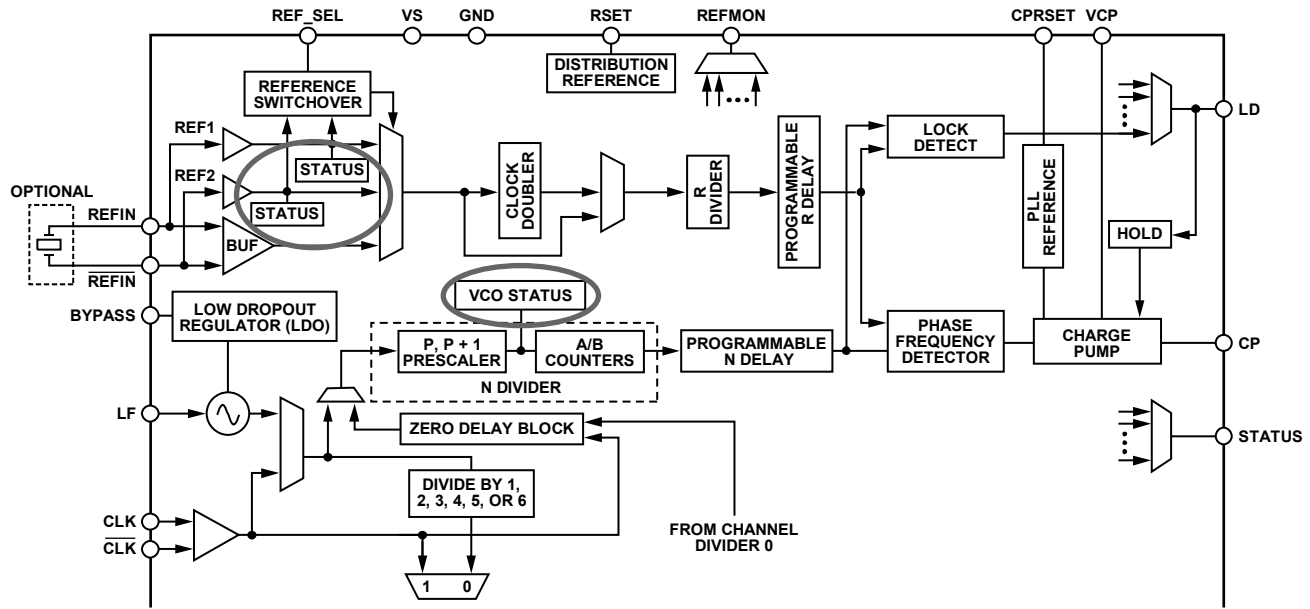 REF_SEL
VS
GND
RSET
REFMON
CPRSET
VCP
DISTRIBUTION
REFERENCE
REFERENCE
SWITCHOVER
REF1
STATUS
REF2
STATUS
BUF
OPTIONAL
REFIN
REFIN
CLOCK
DOUBLER
R
DIVIDER
PROGRAMMABLE
R DELAY
LOCK
DETECT
LD
PLL
REFERENCE
HOLD
BYPASS
LOW DROPOUT
REGULATOR (LDO)
VCO STATUS
P, P + 1
PRESCALER
A/B
COUNTERS
N DIVIDER
PROGRAMMABLE
N DELAY
PHASE
FREQUENCY
DETECTOR
CHARGE
PUMP
CP
LF
ZERO DELAY BLOCK
STATUS
DIVIDE BY 1,
2, 3, 4, 5, OR 6
FROM CHANNEL
DIVIDER 0
CLK
CLK
1 0